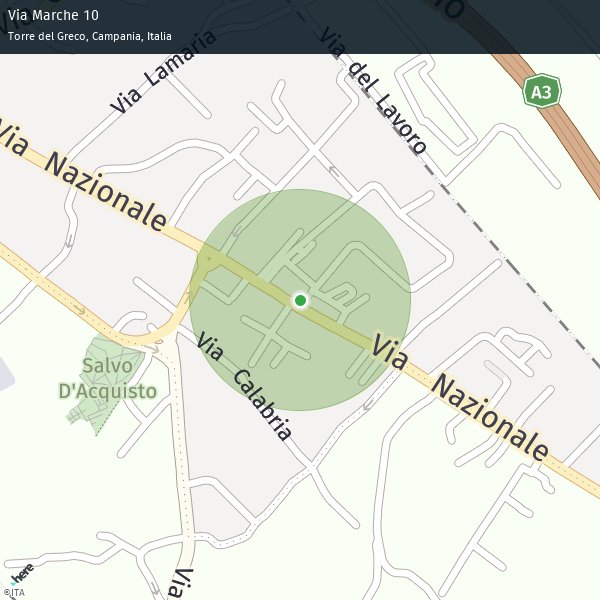 Via Marche 10
Torre del Greco, Campania, Italia
Via Lamaria
Via del Lavoro
A3
Via Nazionale
Salvo
D'Acquisto
Via Calabria
Via Nazionale
Via
here
©ITA